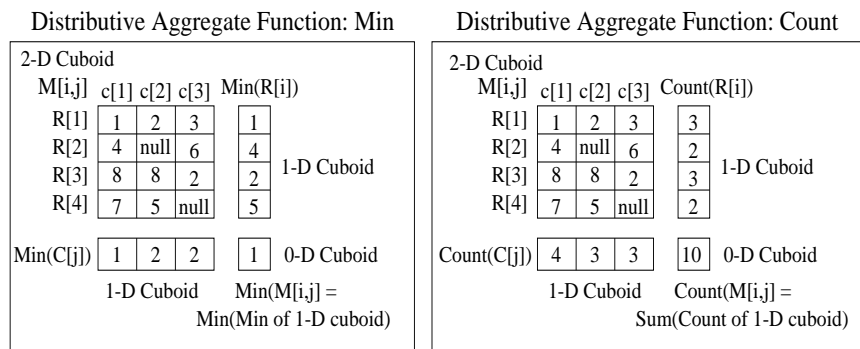 Distributive Aggregate Function: Min
2-D Cuboid
M[i,j] c[1] c[2] c[3] Min(R[i])
R[1] 1 2 3 1
R[2] 4 null 6 4
R[3] 8 8 2 2 1-D Cuboid
R[4] 7 5 null 5
Min(C[j]) 1 2 2 1 0-D Cuboid
1-D Cuboid Min(M[i,j] =
Min(Min of 1-D cuboid)
Distributive Aggregate Function: Count
2-D Cuboid
M[i,j] c[1] c[2] c[3] Count(R[i])
R[1] 1 2 3 3
R[2] 4 null 6 2
R[3] 8 8 2 3 1-D Cuboid
R[4] 7 5 null 2
Count(C[j]) 4 3 3 10 0-D Cuboid
1-D Cuboid Count(M[i,j] =
Sum(Count of 1-D cuboid)